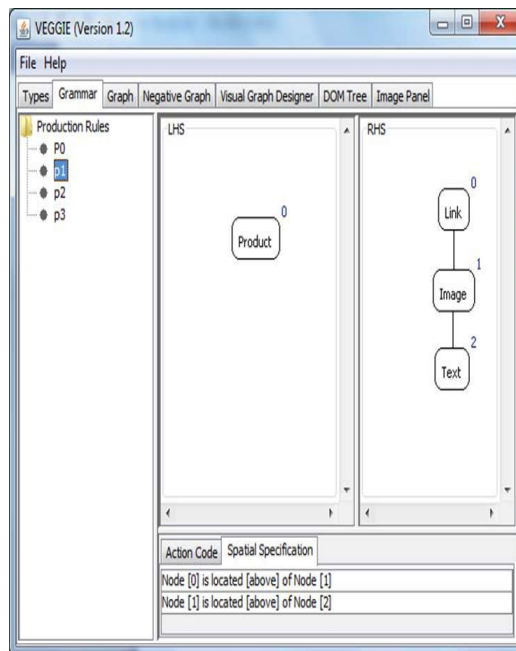 VEGGIE (Version 1.2)
File Help
Types Grammar Graph Negative Graph Visual Graph Designer DOM Tree Image Panel
Production Rules
P0
p1
p2
p3
LHS
0
Product
RHS
0
Link
1
Image
2
Text
Action Code Spatial Specification
Node [0] is located [above] of Node [1]
Node [1] is located [above] of Node [2]